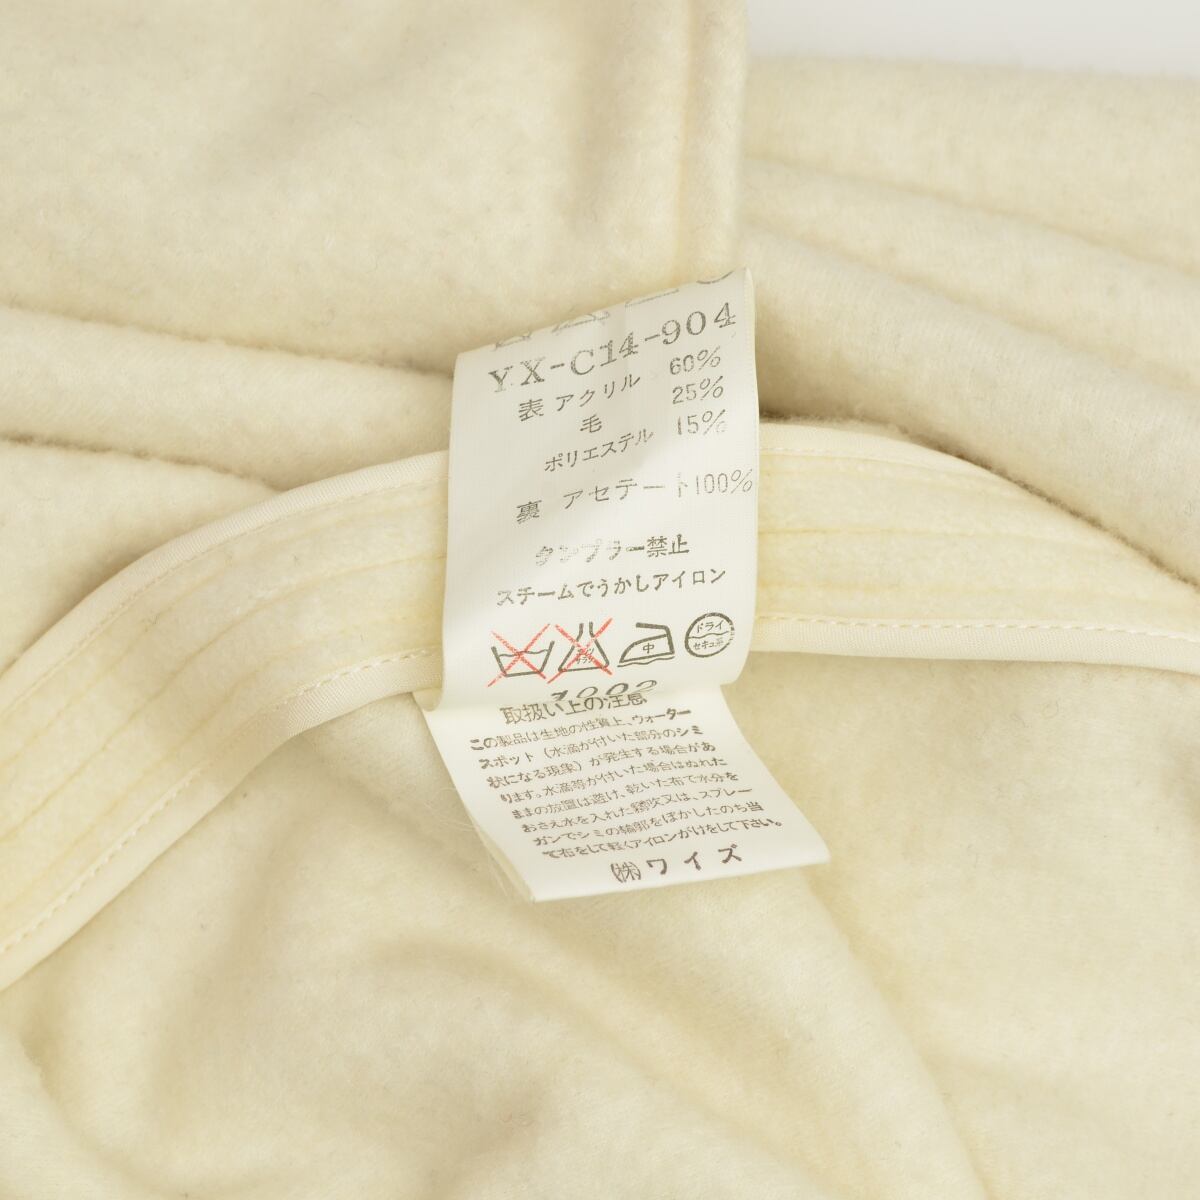 YX-C14-904
表 アクリル 60%
毛 25%
ポリエステル 15%
裏 アセテート100%
タンブラー禁止
スチームでうかしアイロン
中 ドライ
セキュ系
取扱い上の注意
この製品は生地の性質上、ウォーター
スポット(水滴が付いた部分のシミ
状になる現象)が発生する場合があ
ります。水滴等が付いた場合はぬれた
ままの放置は避け、乾いた布で水分を
おさえ水を入れた霧吹又は、スプレー
ガンでシミの輪郭をぼかしたのち当
て布をして軽くアイロンがけをして下さい。
(株)ワイズ